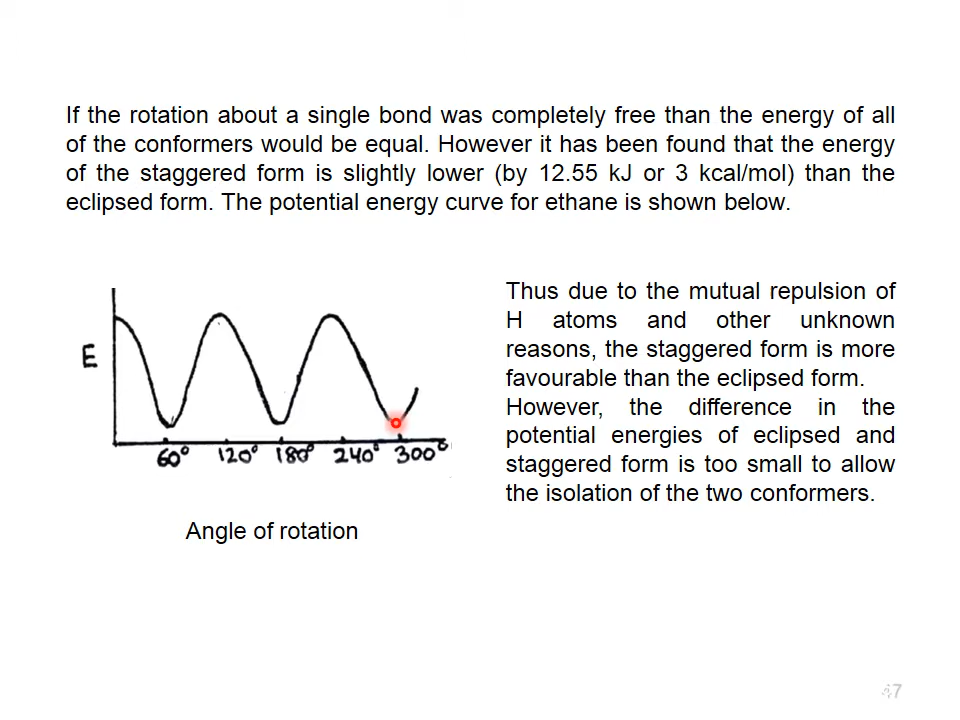 If the rotation about a single bond was completely free than the energy of all
of the conformers would be equal. However it has been found that the energy
of the staggered form is slightly lower (by 12.55 kJ or 3 kcal/mol) than the
eclipsed form. The potential energy curve for ethane is shown below.
E
60° 120° 180° 240° 300°
Angle of rotation
Thus due to the mutual repulsion of
H atoms and other unknown
reasons, the staggered form is more
favourable than the eclipsed form.
However, the difference in the
potential energies of eclipsed and
staggered form is too small to allow
the isolation of the two conformers.
47